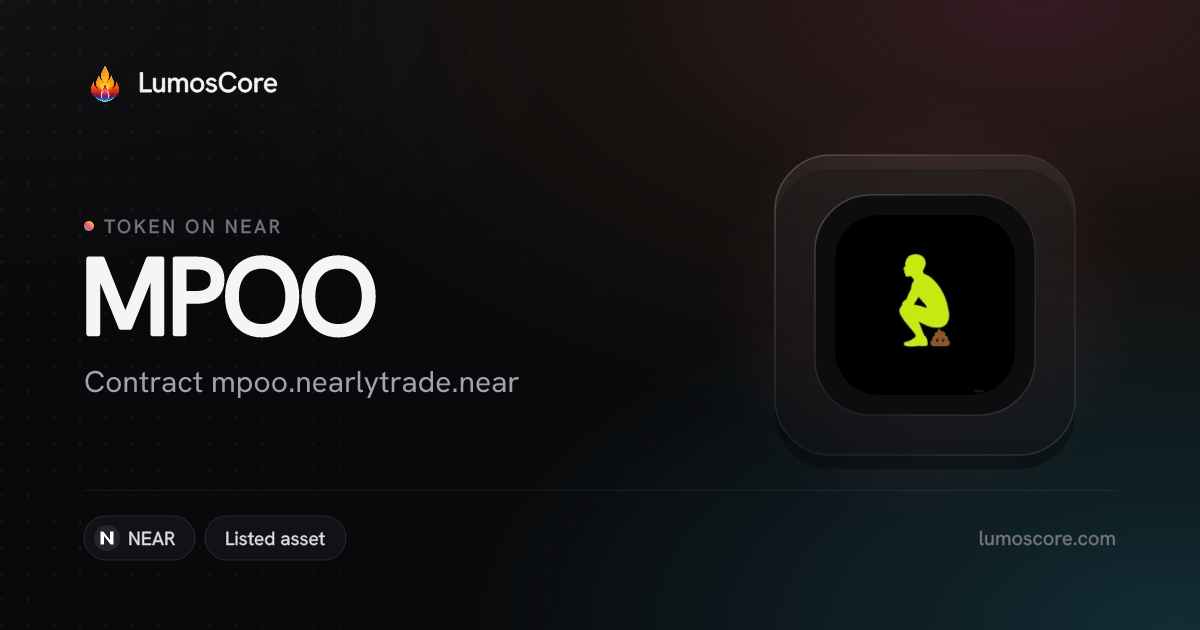 LumosCore
TOKEN ON NEAR
MPOO
Contract mpoo.nearlytrade.near
NEAR
Listed asset
lumoscore.com